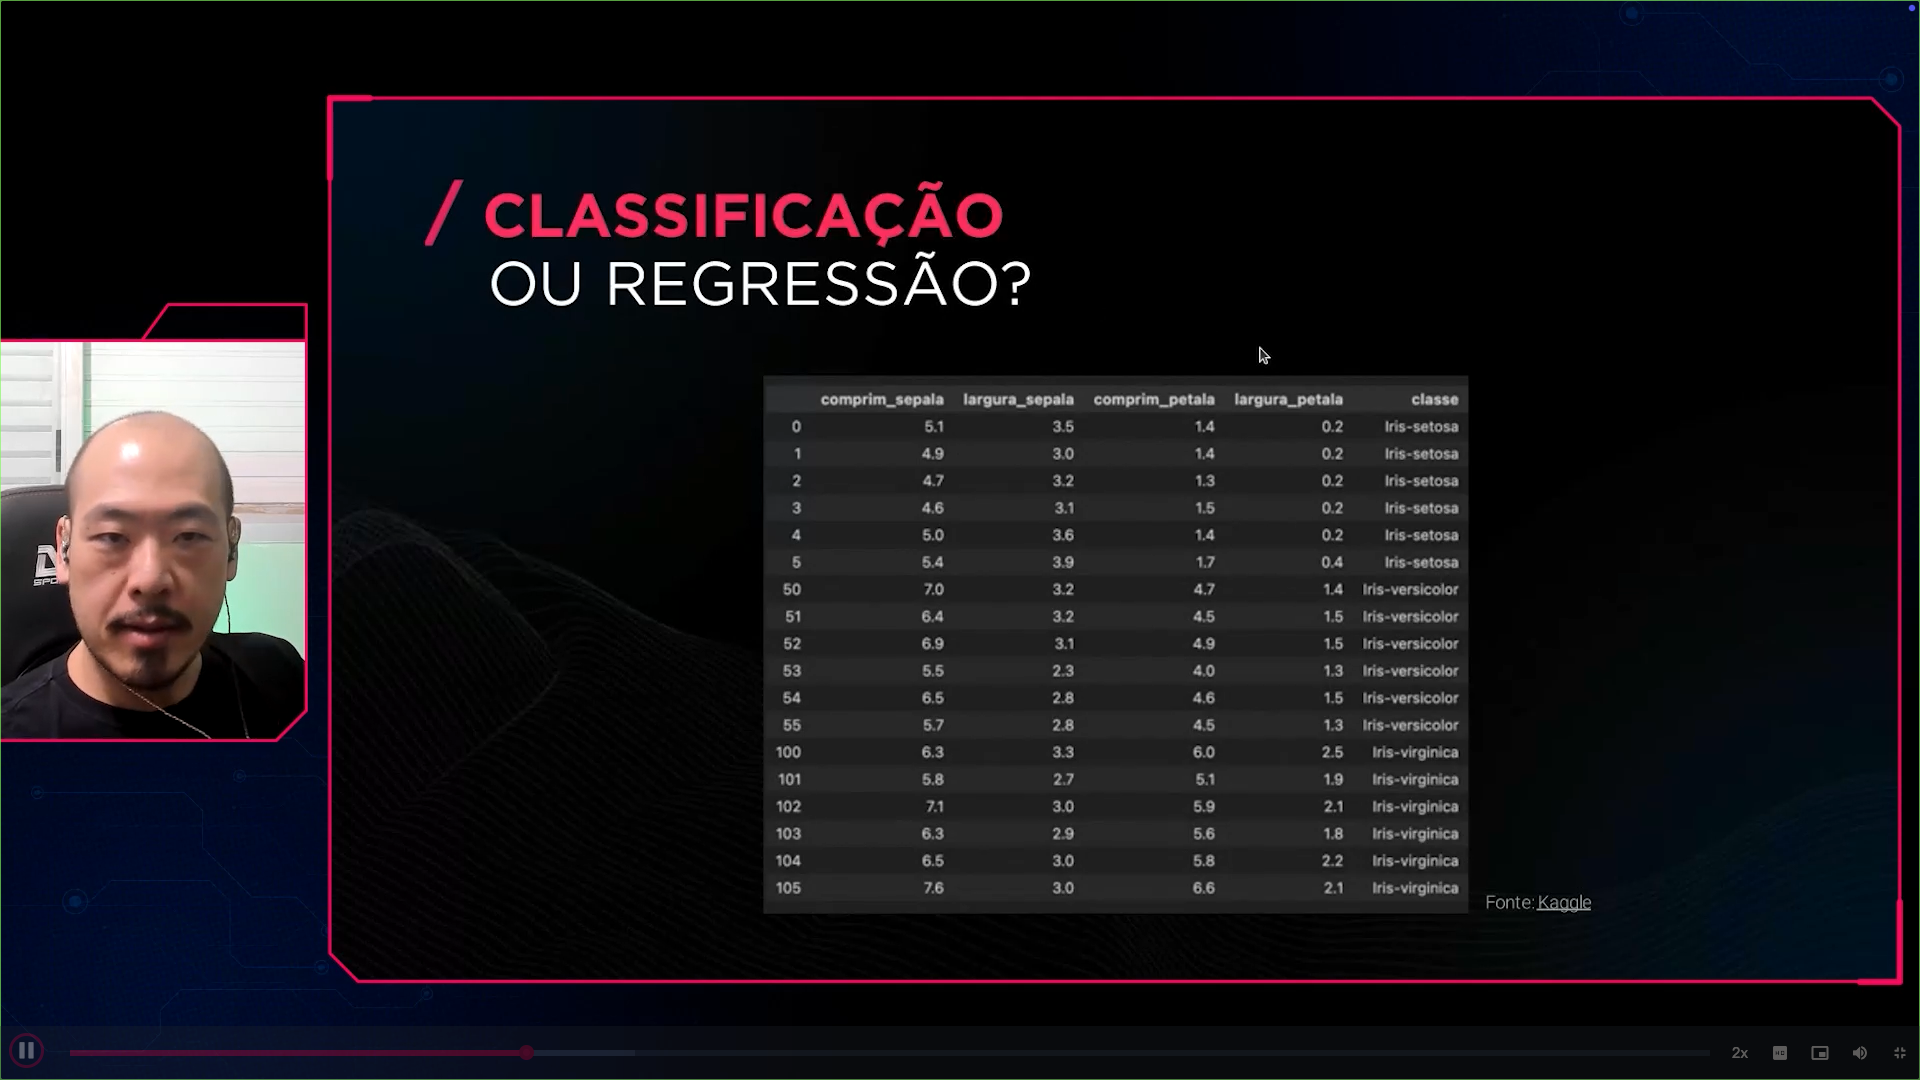 / CLASSIFICAÇÃO
OU REGRESSÃO?
comprim_sepala largura_sepala comprim_petala largura_petala classe
0 5.1 3.5 1.4 0.2 Iris-setosa
1 4.9 3.0 1.4 0.2 Iris-setosa
2 4.7 3.2 1.3 0.2 Iris-setosa
3 4.6 3.1 1.5 0.2 Iris-setosa
4 5.0 3.6 1.4 0.2 Iris-setosa
5 5.4 3.9 1.7 0.4 Iris-setosa
50 7.0 3.2 4.7 1.4 Iris-versicolor
51 6.4 3.2 4.5 1.5 Iris-versicolor
52 6.9 3.1 4.9 1.5 Iris-versicolor
53 5.5 2.3 4.0 1.3 Iris-versicolor
54 6.5 2.8 4.6 1.5 Iris-versicolor
55 5.7 2.8 4.5 1.3 Iris-versicolor
100 6.3 3.3 6.0 2.5 Iris-virginica
101 5.8 2.7 5.1 1.9 Iris-virginica
102 7.1 3.0 5.9 2.1 Iris-virginica
103 6.3 2.9 5.6 1.8 Iris-virginica
104 6.5 3.0 5.8 2.2 Iris-virginica
105 7.6 3.0 6.6 2.1 Iris-virginica
Fonte: Kaggle
2x